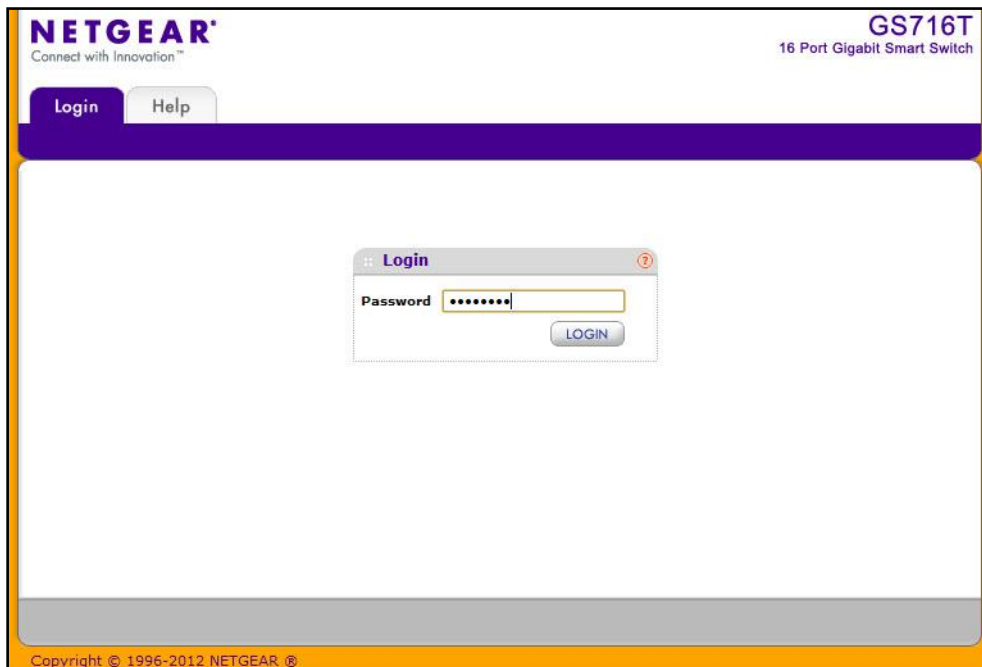 NETGEAR®
Connect with Innovation™
GS716T
16 Port Gigabit Smart Switch
Login
Help
Login
?
Password ••••••••
LOGIN
Copyright © 1996-2012 NETGEAR ®